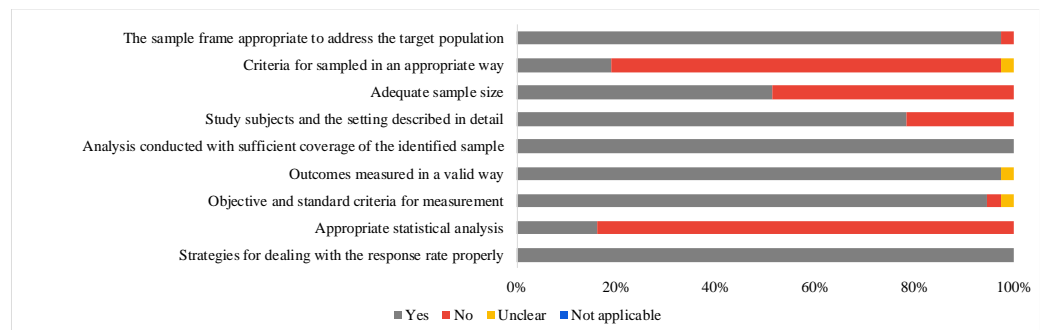 The sample frame appropriate to address the target population
Criteria for sampled in an appropriate way
Adequate sample size
Study subjects and the setting described in detail
Analysis conducted with sufficient coverage of the identified sample
Outcomes measured in a valid way
Objective and standard criteria for measurement
Appropriate statistical analysis
Strategies for dealing with the response rate properly
0% 20% 40% 60% 80% 100%
Yes No Unclear Not applicable